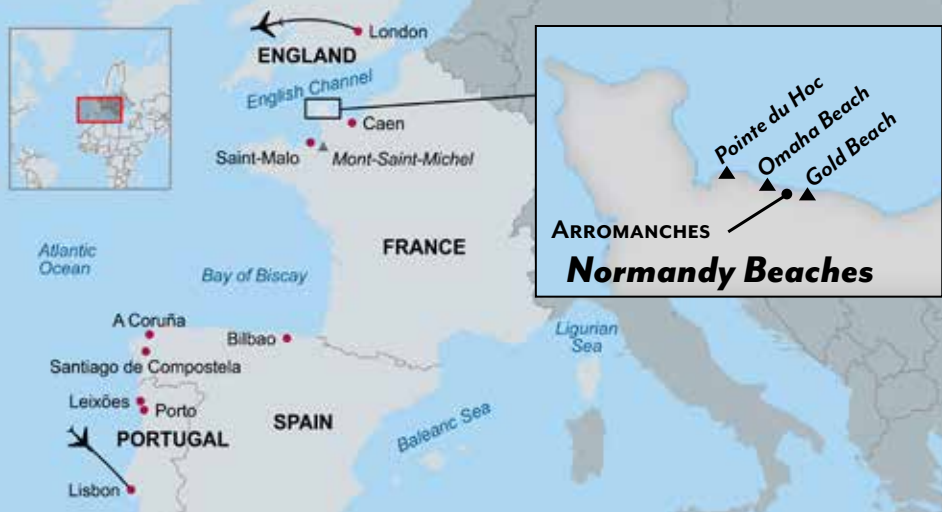 London
ENGLAND
English Channel
Caen
Saint-Malo
Mont-Saint-Michel
FRANCE
Atlantic
Ocean
Bay of Biscay
A Coruña
Bilbao
Santiago de Compostela
Leixões
Porto
PORTUGAL
SPAIN
Lisbon
Baleanc Sea
Ligurian
Sea
Pointe du Hoc
Omaha Beach
Gold Beach
ARROMANCHES
Normandy Beaches